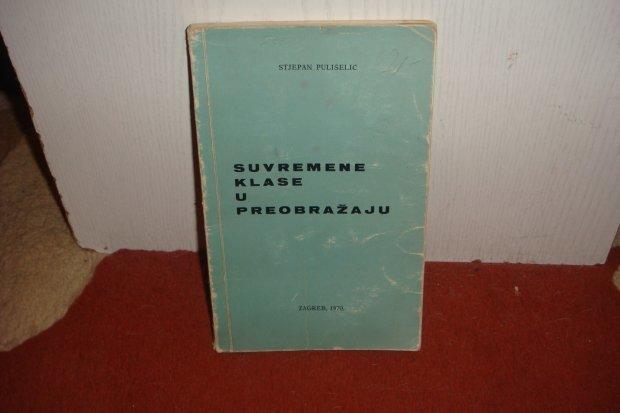 STJEPAN PULIŠELIĆ
SUVREMENE
KLASE
U
PREOBRAŽAJU
ZAGREB, 1970.